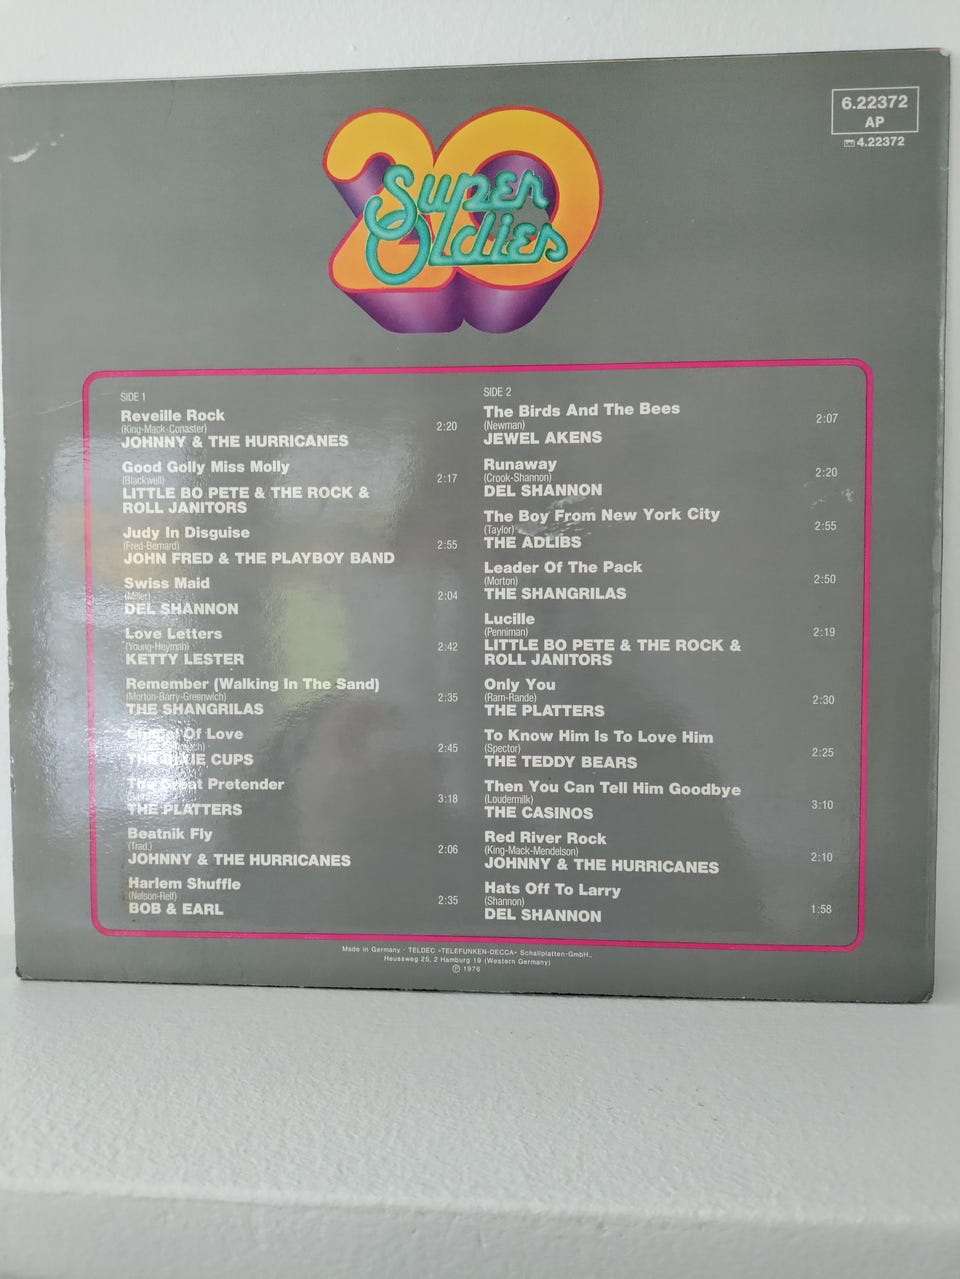 20
Super
Oldies
6.22372
AP
4.22372
SIDE 1
Reveille Rock
(King-Mack-Conaster)
2:20
JOHNNY & THE HURRICANES
Good Golly Miss Molly
(Blackwell)
2:17
LITTLE BO PETE & THE ROCK &
ROLL JANITORS
Judy In Disguise
(Fred-Bernard)
2:55
JOHN FRED & THE PLAYBOY BAND
Swiss Maid
(Miller)
2:04
DEL SHANNON
Love Letters
(Young-Heyman)
2:42
KETTY LESTER
Remember (Walking In The Sand)
(Morton-Barry-Greenwich)
2:35
THE SHANGRILAS
Of Love
2:45
THE DIXIE CUPS
The Great Pretender
3:18
THE PLATTERS
Beatnik Fly
(Trad.)
2:06
JOHNNY & THE HURRICANES
Harlem Shuffle
(Nelson-Relf)
2:35
BOB & EARL
SIDE 2
The Birds And The Bees
(Newman)
2:07
JEWEL AKENS
Runaway
(Crook-Shannon)
2:20
DEL SHANNON
The Boy From New York City
(Taylor)
2:55
THE ADLIBS
Leader Of The Pack
(Morton)
2:50
THE SHANGRILAS
Lucille
(Penniman)
2:19
LITTLE BO PETE & THE ROCK &
ROLL JANITORS
Only You
(Ram-Rande)
2:30
THE PLATTERS
To Know Him Is To Love Him
(Spector)
2:25
THE TEDDY BEARS
Then You Can Tell Him Goodbye
(Loudermilk)
3:10
THE CASINOS
Red River Rock
(King-Mack-Mendelson)
2:10
JOHNNY & THE HURRICANES
Hats Off To Larry
(Shannon)
1:58
DEL SHANNON
Made in Germany · TELDEC »TELEFUNKEN-DECCA« Schallplatten-GmbH.,
Heussweg 25, 2 Hamburg 19 (Western Germany)
Ⓟ 1976